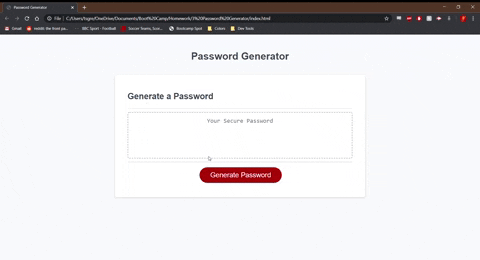 Password Generator
File | C:/Users/
/OneDrive/Documents/Boot%20Camp/Homework/3%20Password%20Generator/index.html
Gmail
reddit: the front pa...
BBC Sport - Football
Soccer Teams, Scor...
Bootcamp Spot
Colors
Dev Tools
Password Generator
Generate a Password
Your Secure Password
Generate Password